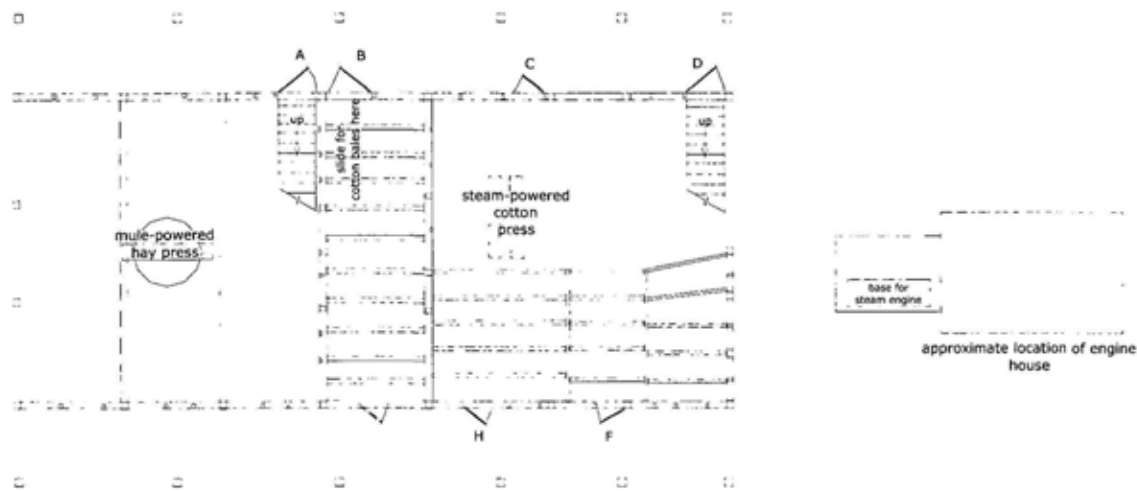 A
B
C
D
up
slide for
cotton bales here
up
steam-powered
cotton
press
mule-powered
hay press
base for
steam engine
approximate location of engine
house
H
F